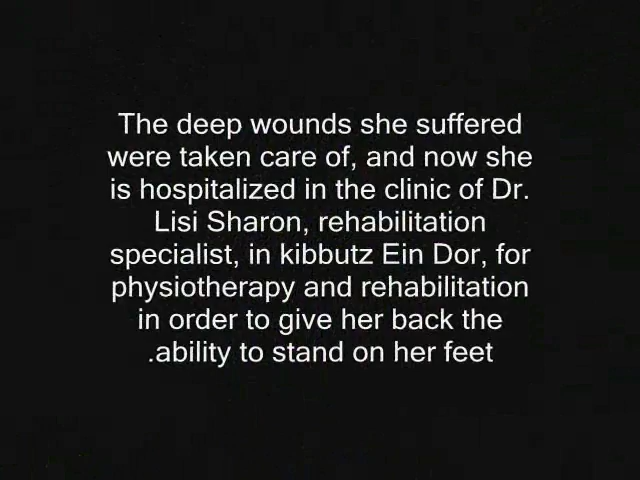 The deep wounds she suffered
were taken care of, and now she
is hospitalized in the clinic of Dr.
Lisi Sharon, rehabilitation
specialist, in kibbutz Ein Dor, for
physiotherapy and rehabilitation
in order to give her back the
.ability to stand on her feet